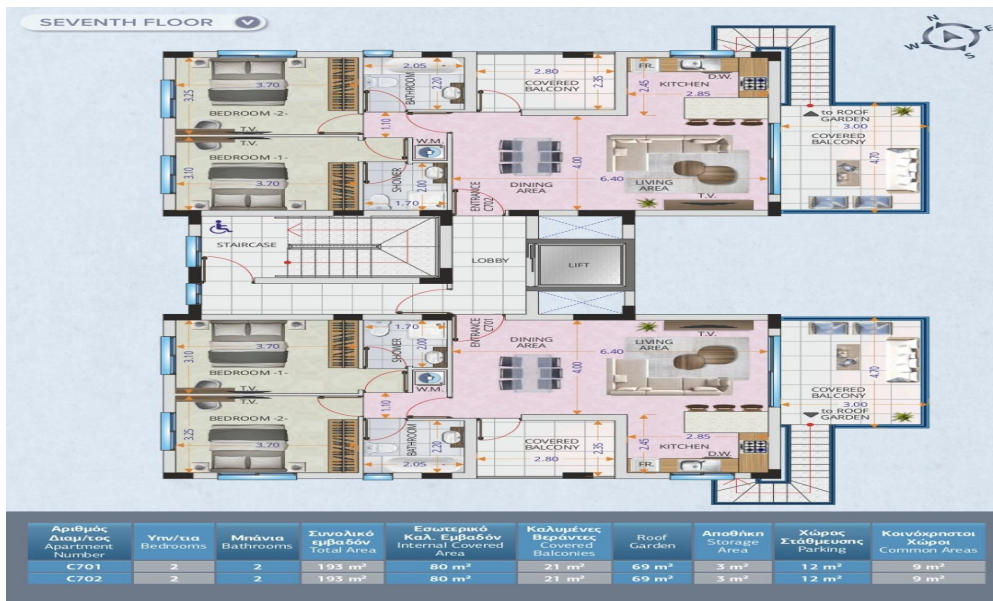 SEVENTH FLOOR
N
E
W
S
2.05
2.20
BATHROOM
2.80
2.35
COVERED
BALCONY
FR.
D.W.
KITCHEN
2.45
2.85
3.25
3.70
BEDROOM -2-
T.V.
1.10
to ROOF
GARDEN
3.00
COVERED
BALCONY
4.70
T.V.
BEDROOM -1-
3.10
3.70
W.M.
SHOWER
2.00
1.70
ENTRANCE
C702
DINING
AREA
4.00
6.40
LIVING
AREA
T.V.
STAIRCASE
LOBBY
LIFT
ENTRANCE
C701
3.10
3.70
BEDROOM -1-
T.V.
1.70
SHOWER
2.00
W.M.
DINING
AREA
4.00
6.40
T.V.
LIVING
AREA
4.70
COVERED
BALCONY
3.00
to ROOF
GARDEN
T.V.
BEDROOM -2-
3.25
3.70
1.10
BATHROOM
2.20
2.05
COVERED
BALCONY
2.80
2.35
2.45
2.85
KITCHEN
D.W.
FR.
Αριθμός Διαμ/τος Apartment Number Υπν/τια Bedrooms Μπάνια Bathrooms Συνολικό εμβαδόν Total Area Εσωτερικό Καλ. Εμβαδόν Internal Covered Area Καλυμένες Βεράντες Covered Balconies Roof Garden Αποθήκη Storage Area Χώρος Στάθμευσης Parking Κοινόχρηστοι Χώροι Common Areas
C701 2 2 193 m² 80 m² 21 m² 69 m² 3 m² 12 m² 9 m²
C702 2 2 193 m² 80 m² 21 m² 69 m² 3 m² 12 m² 9 m²